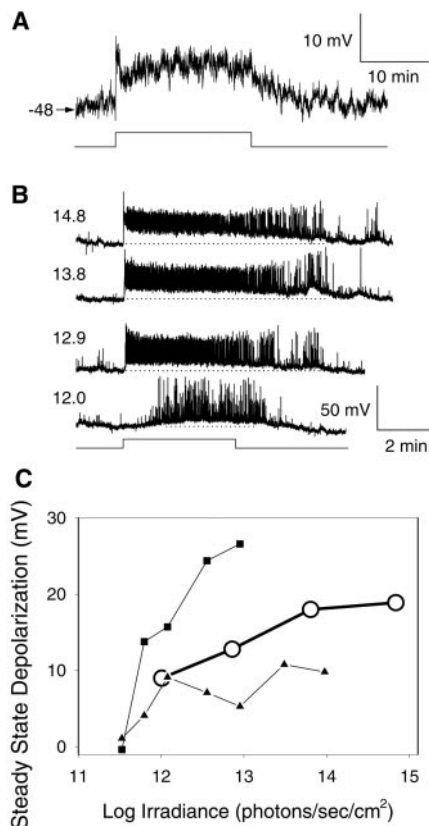 A
10 mV
10 min
-48
B
14.8
13.8
12.9
12.0
50 mV
2 min
C
Steady State Depolarization (mV)
30
20
10
0
11 12 13 14 15
Log Irradiance (photons/sec/cm²)